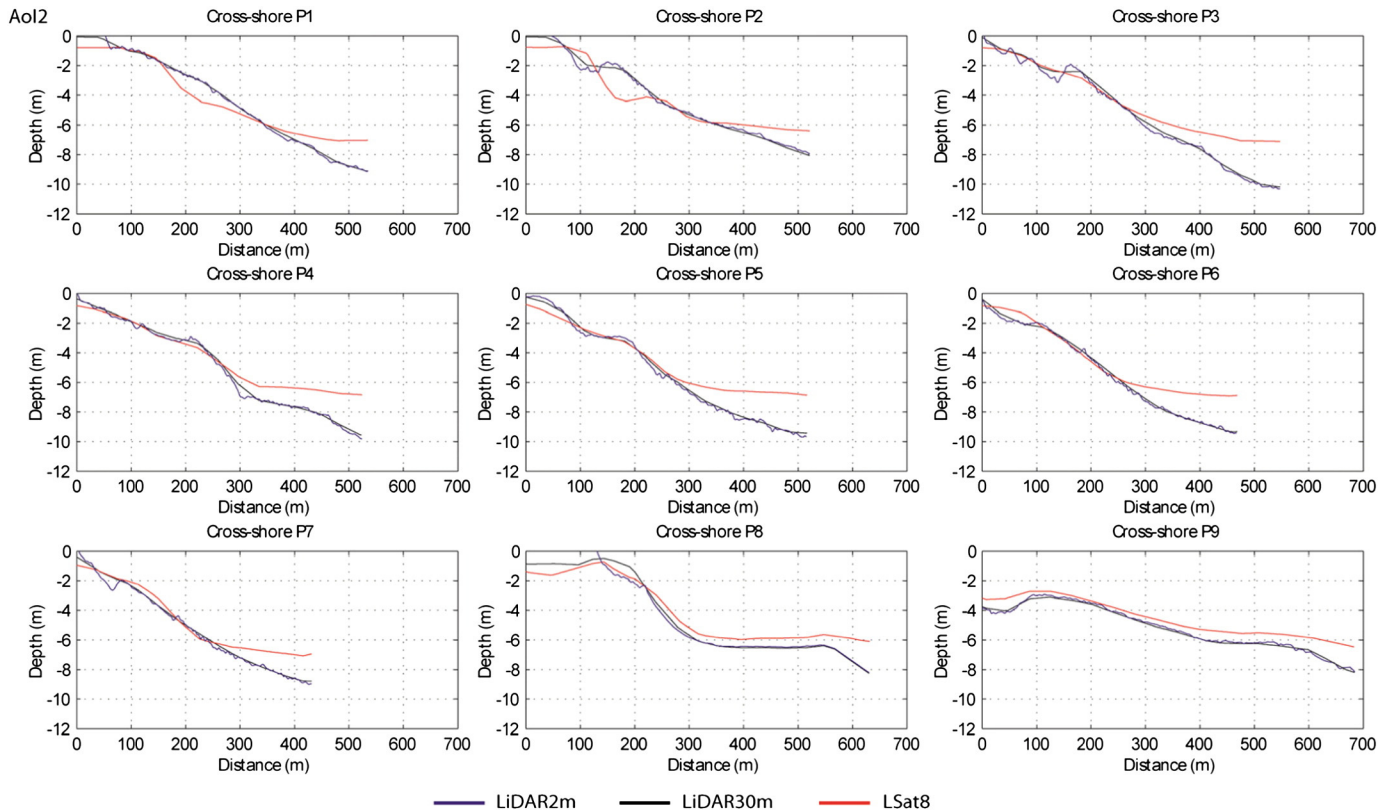 AoI2
Cross-shore P1
Cross-shore P2
Cross-shore P3
0
-2
-4
-6
-8
-10
-12
Depth (m)
0 100 200 300 400 500 600 700
Distance (m)
0
-2
-4
-6
-8
-10
-12
Depth (m)
0 100 200 300 400 500 600 700
Distance (m)
0
-2
-4
-6
-8
-10
-12
Depth (m)
0 100 200 300 400 500 600 700
Distance (m)
Cross-shore P4
Cross-shore P5
Cross-shore P6
0
-2
-4
-6
-8
-10
-12
Depth (m)
0 100 200 300 400 500 600 700
Distance (m)
0
-2
-4
-6
-8
-10
-12
Depth (m)
0 100 200 300 400 500 600 700
Distance (m)
0
-2
-4
-6
-8
-10
-12
Depth (m)
0 100 200 300 400 500 600 700
Distance (m)
Cross-shore P7
Cross-shore P8
Cross-shore P9
0
-2
-4
-6
-8
-10
-12
Depth (m)
0 100 200 300 400 500 600 700
Distance (m)
0
-2
-4
-6
-8
-10
-12
Depth (m)
0 100 200 300 400 500 600 700
Distance (m)
0
-2
-4
-6
-8
-10
-12
Depth (m)
0 100 200 300 400 500 600 700
Distance (m)
LiDAR2m LiDAR30m LSat8